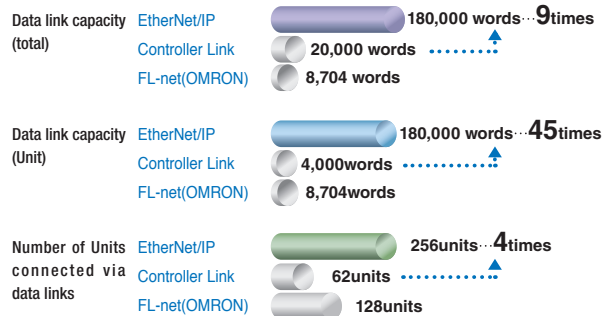 Data link capacity (total)
EtherNet/IP 180,000 words···9times
Controller Link 20,000 words
FL-net(OMRON) 8,704 words
Data link capacity (Unit)
EtherNet/IP 180,000 words···45times
Controller Link 4,000words
FL-net(OMRON) 8,704words
Number of Units connected via data links
EtherNet/IP 256units···4times
Controller Link 62units
FL-net(OMRON) 128units